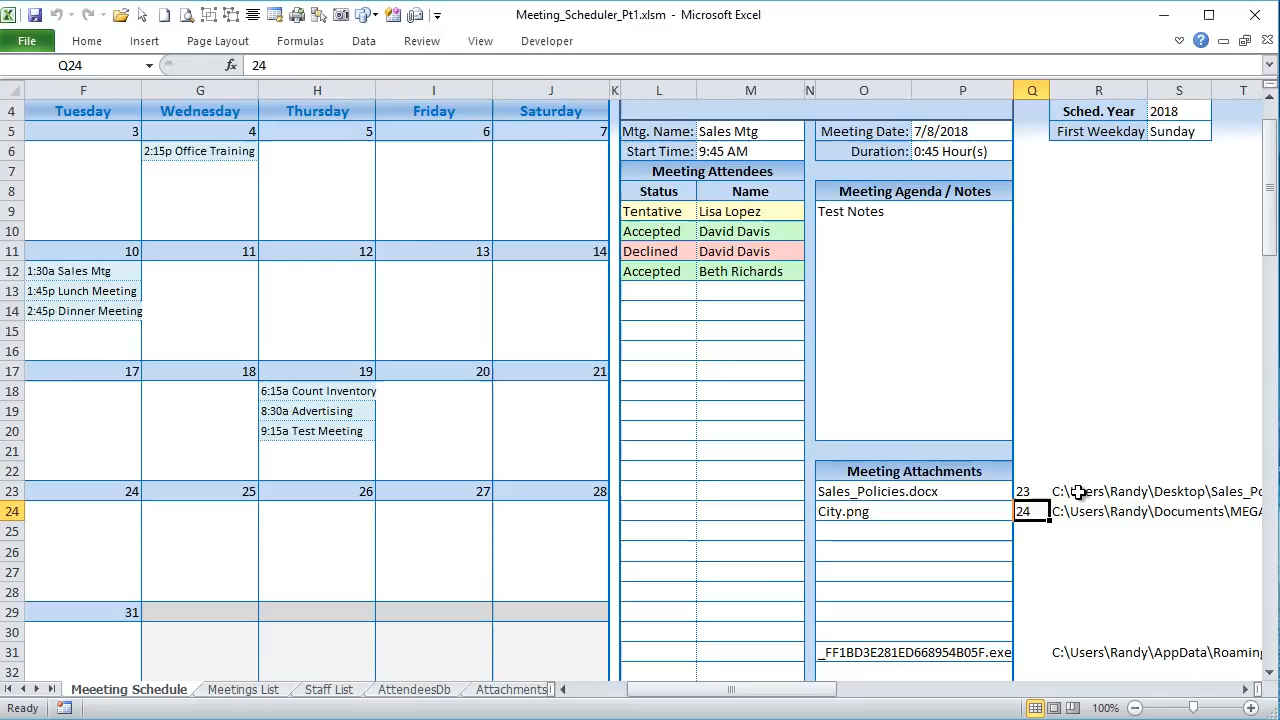 Meeting_Scheduler_Pt1.xlsm - Microsoft Excel
File Home Insert Page Layout Formulas Data Review View Developer
Q24 fx 24
F G H I J K L M N O P Q R S T
4 Tuesday Wednesday Thursday Friday Saturday Sched. Year 2018
5 3 4 5 6 7 Mtg. Name: Sales Mtg Meeting Date: 7/8/2018 First Weekday Sunday
6 2:15p Office Training Start Time: 9:45 AM Duration: 0:45 Hour(s)
7 Meeting Attendees
8 Status Name Meeting Agenda / Notes
9 Tentative Lisa Lopez Test Notes
10 Accepted David Davis
11 10 11 12 13 14 Declined David Davis
12 1:30a Sales Mtg Accepted Beth Richards
13 1:45p Lunch Meeting
14 2:45p Dinner Meeting
15
16
17 17 18 19 20 21
18 6:15a Count Inventory
19 8:30a Advertising
20 9:15a Test Meeting
21
22 Meeting Attachments
23 24 25 26 27 28 Sales_Policies.docx 23 C:\Users\Randy\Desktop\Sales_Po
24 City.png 24 C:\Users\Randy\Documents\MEGA
25
26
27
28
29 31
30
31 _FF1BD3E281ED668954B05F.exe C:\Users\Randy\AppData\Roaming
32
Meeeting Schedule Meetings List Staff List AttendeesDb Attachments
Ready 100%